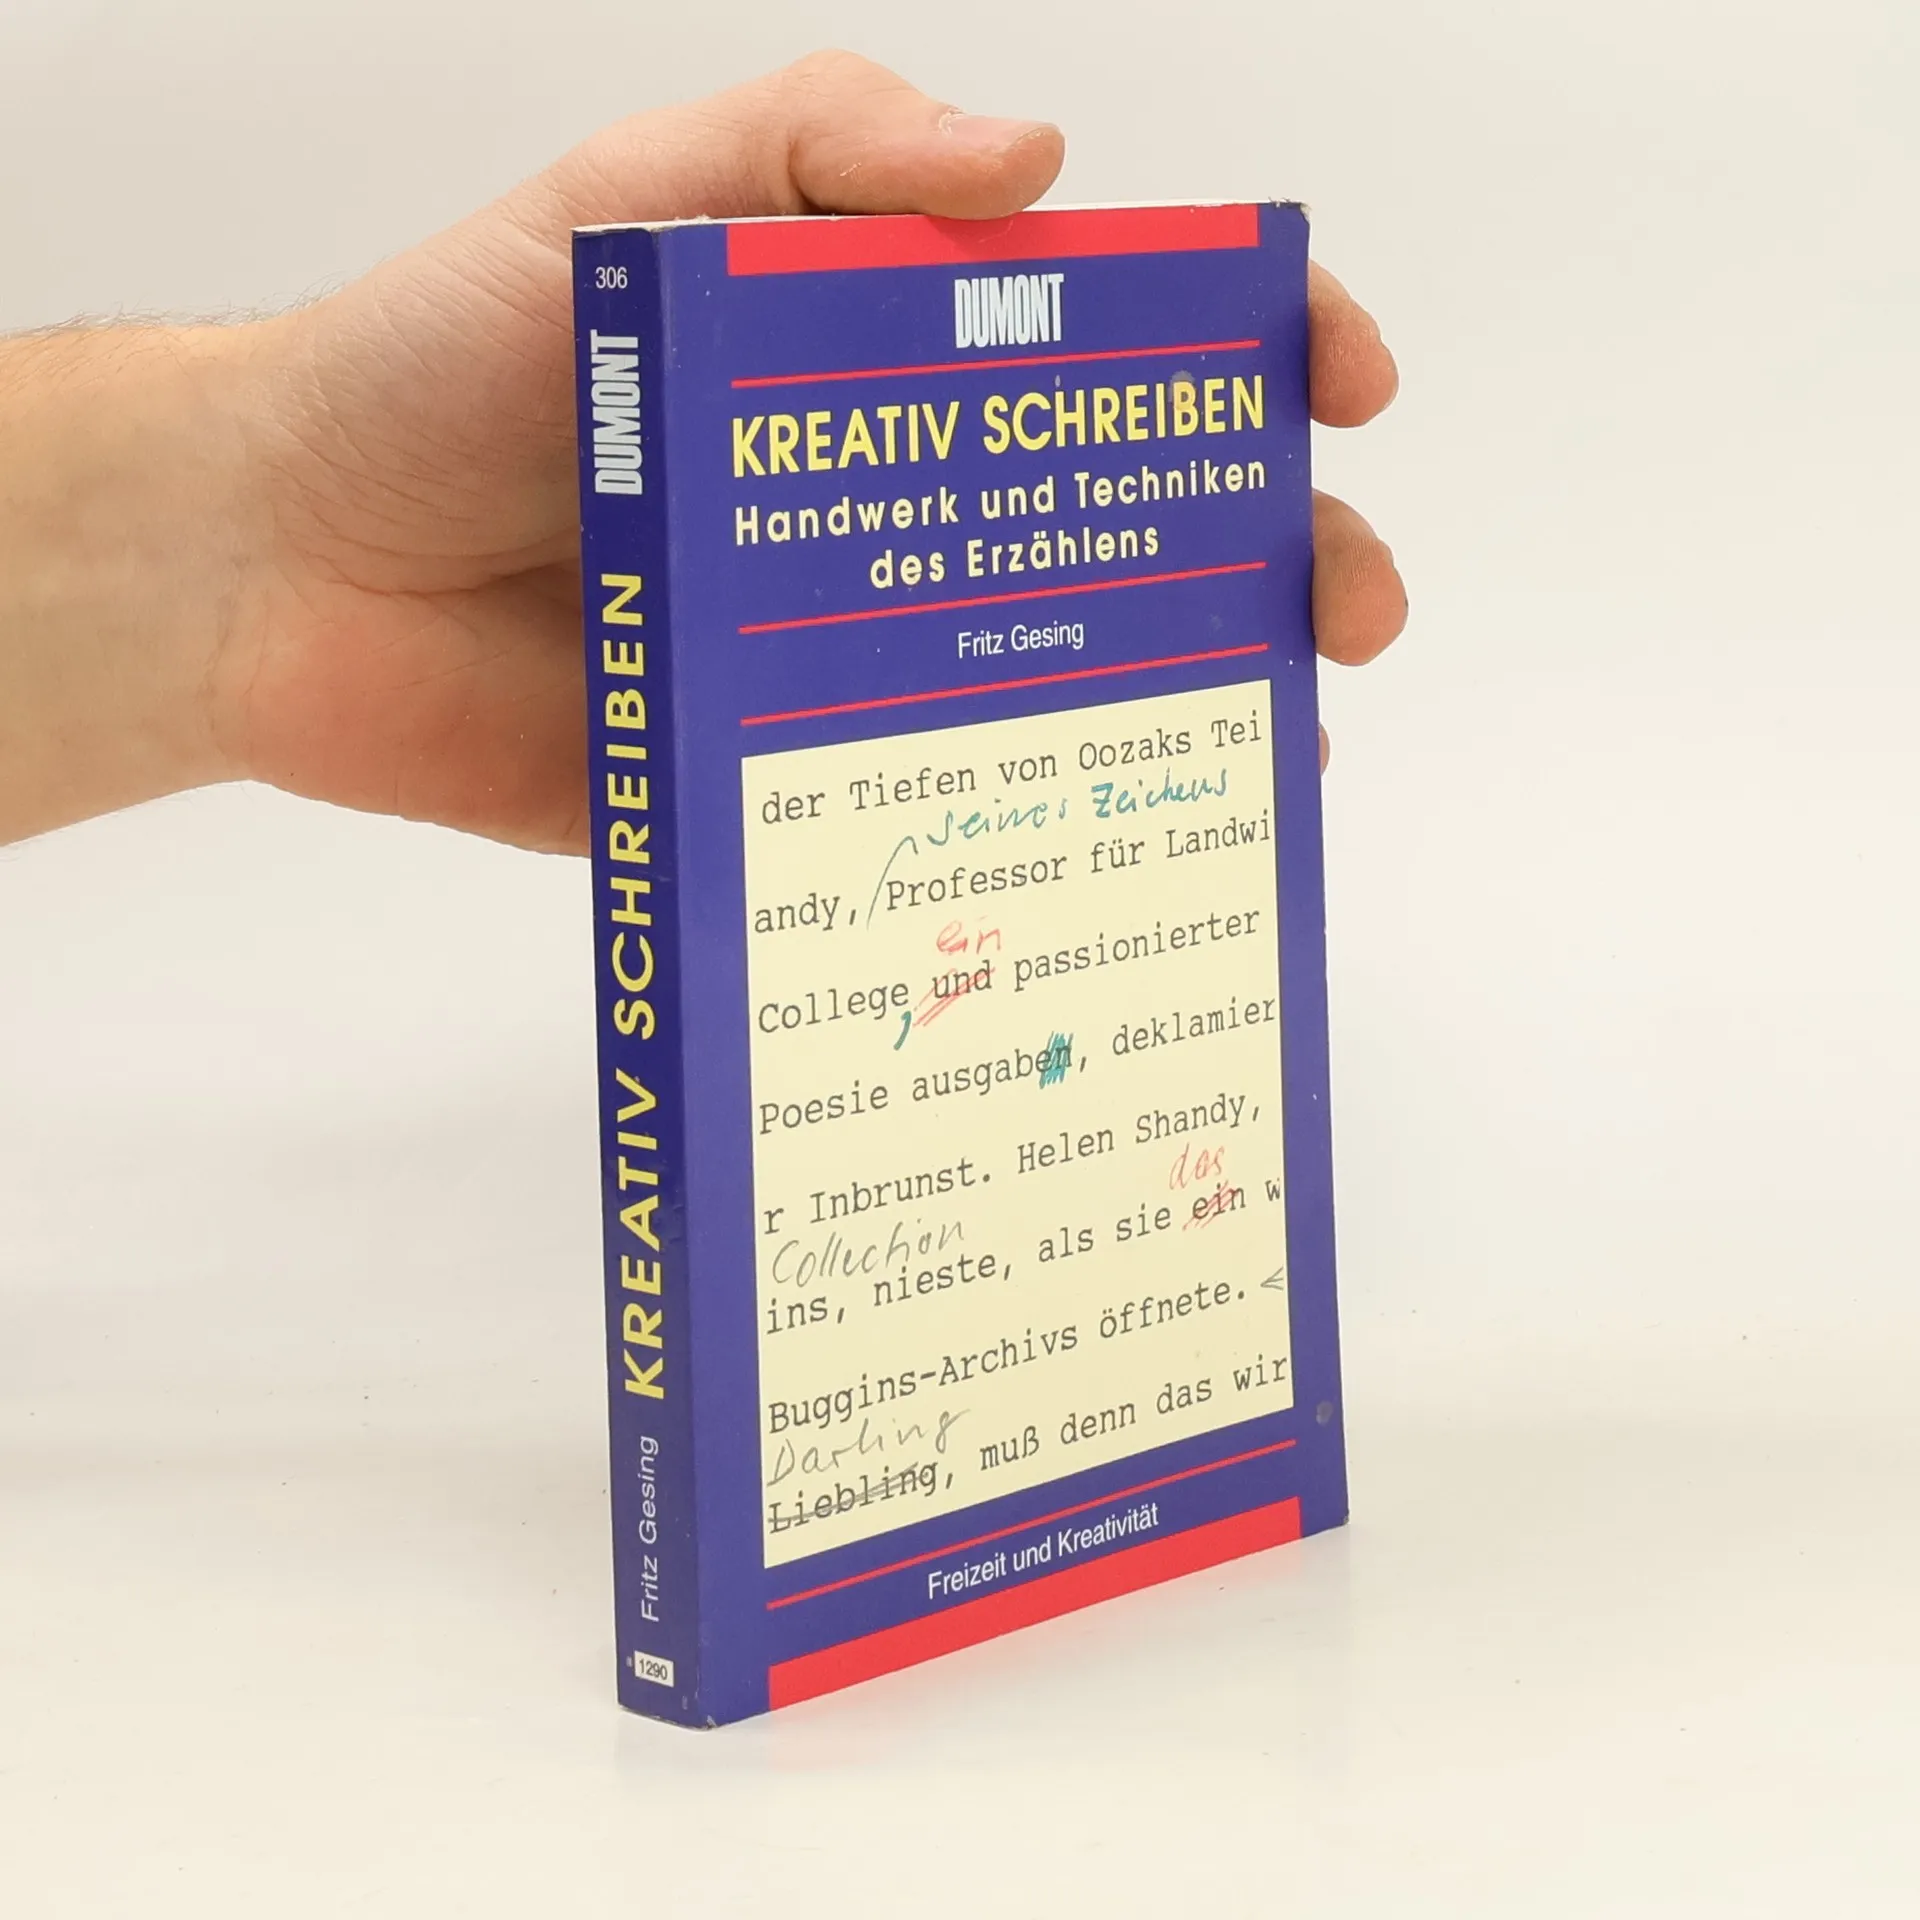 306
DUMONT
KREATIV SCHREIBEN
Fritz Gesing
1290
DUMONT
KREATIV SCHREIBEN
Handwerk und Techniken
des Erzählens
Fritz Gesing
der Tiefen von Oozaks Tei
seines Zeichens
andy, Professor für Landwi
ein
College, und passionierter
Poesie ausgaben, deklamier
r Inbrunst. Helen Shandy,
Collection das
ins, nieste, als sie ein w
Buggins-Archivs öffnete.
Darling
Liebling, muß denn das wir
Freizeit und Kreativität